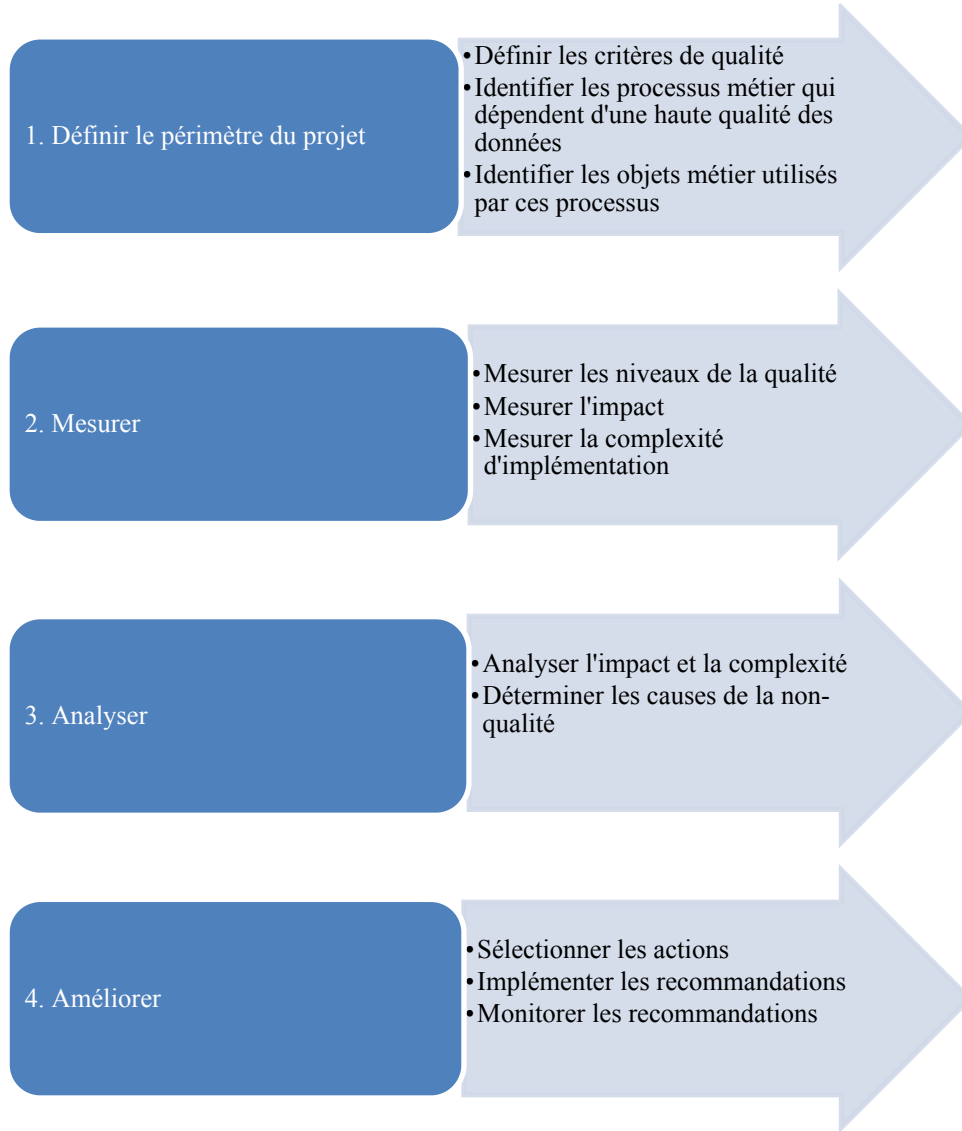 1. Définir le périmètre du projet
•Définir les critères de qualité
•Identifier les processus métier qui
dépendent d'une haute qualité des
données
•Identifier les objets métier utilisés
par ces processus
2. Mesurer
•Mesurer les niveaux de la qualité
•Mesurer l'impact
•Mesurer la complexité
d'implémentation
3. Analyser
•Analyser l'impact et la complexité
•Déterminer les causes de la non-
qualité
4. Améliorer
•Sélectionner les actions
•Implémenter les recommandations
•Monitorer les recommandations